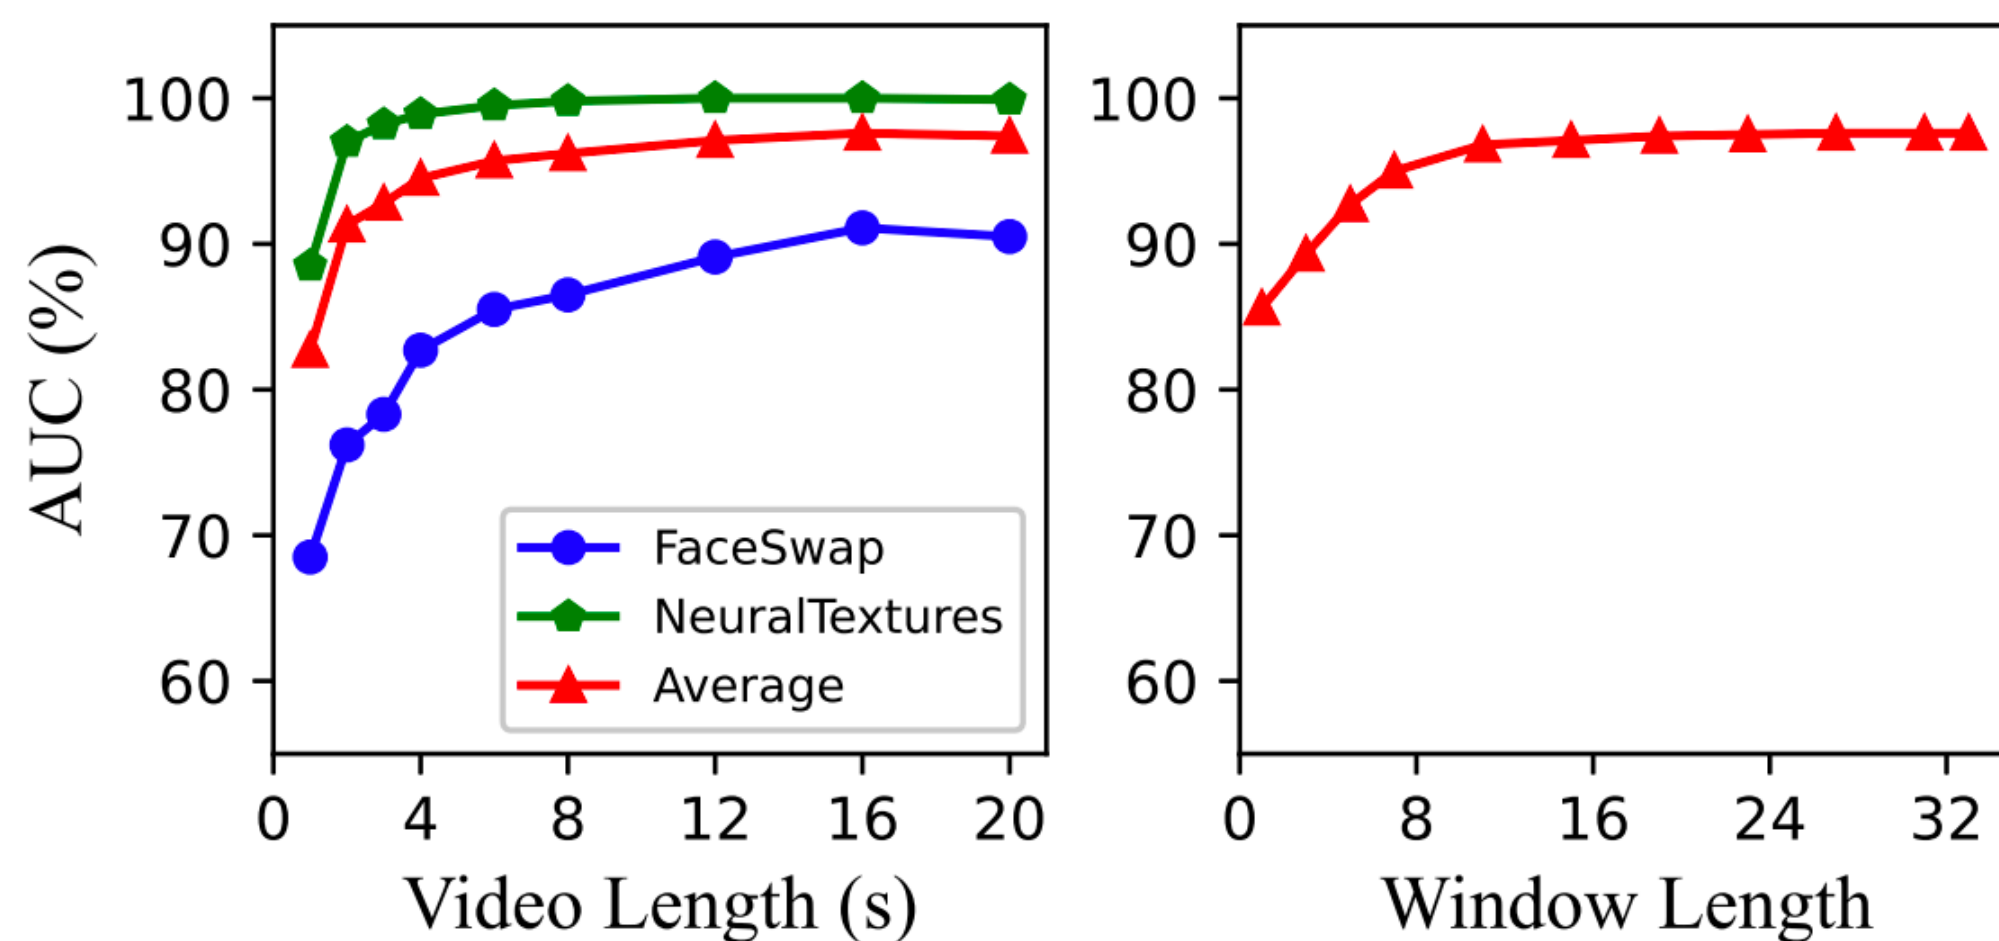 AUC (%)
100
90
80
70
60
FaceSwap
NeuralTextures
Average
0 4 8 12 16 20
Video Length (s)
100
90
80
70
60
0 8 16 24 32
Window Length